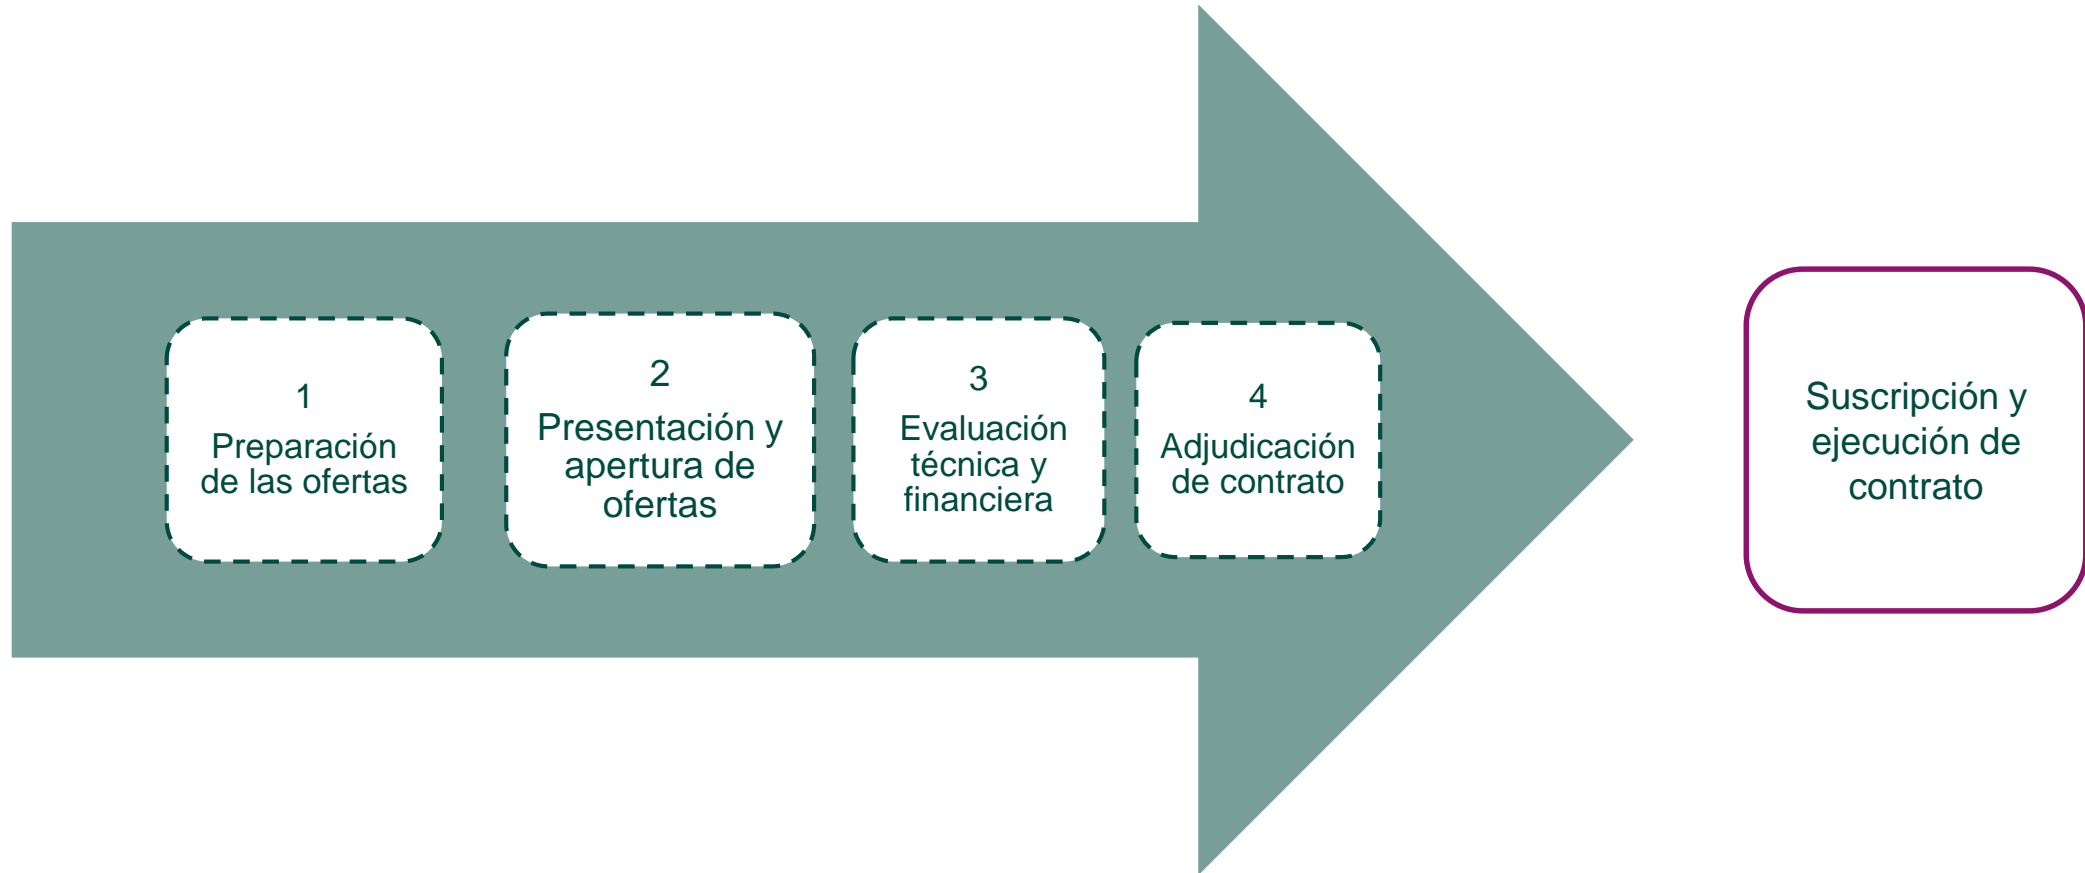 1
Preparación
de las ofertas
2
Presentación y
apertura de
ofertas
3
Evaluación
técnica y
financiera
4
Adjudicación
de contrato
Suscripción y
ejecución de
contrato